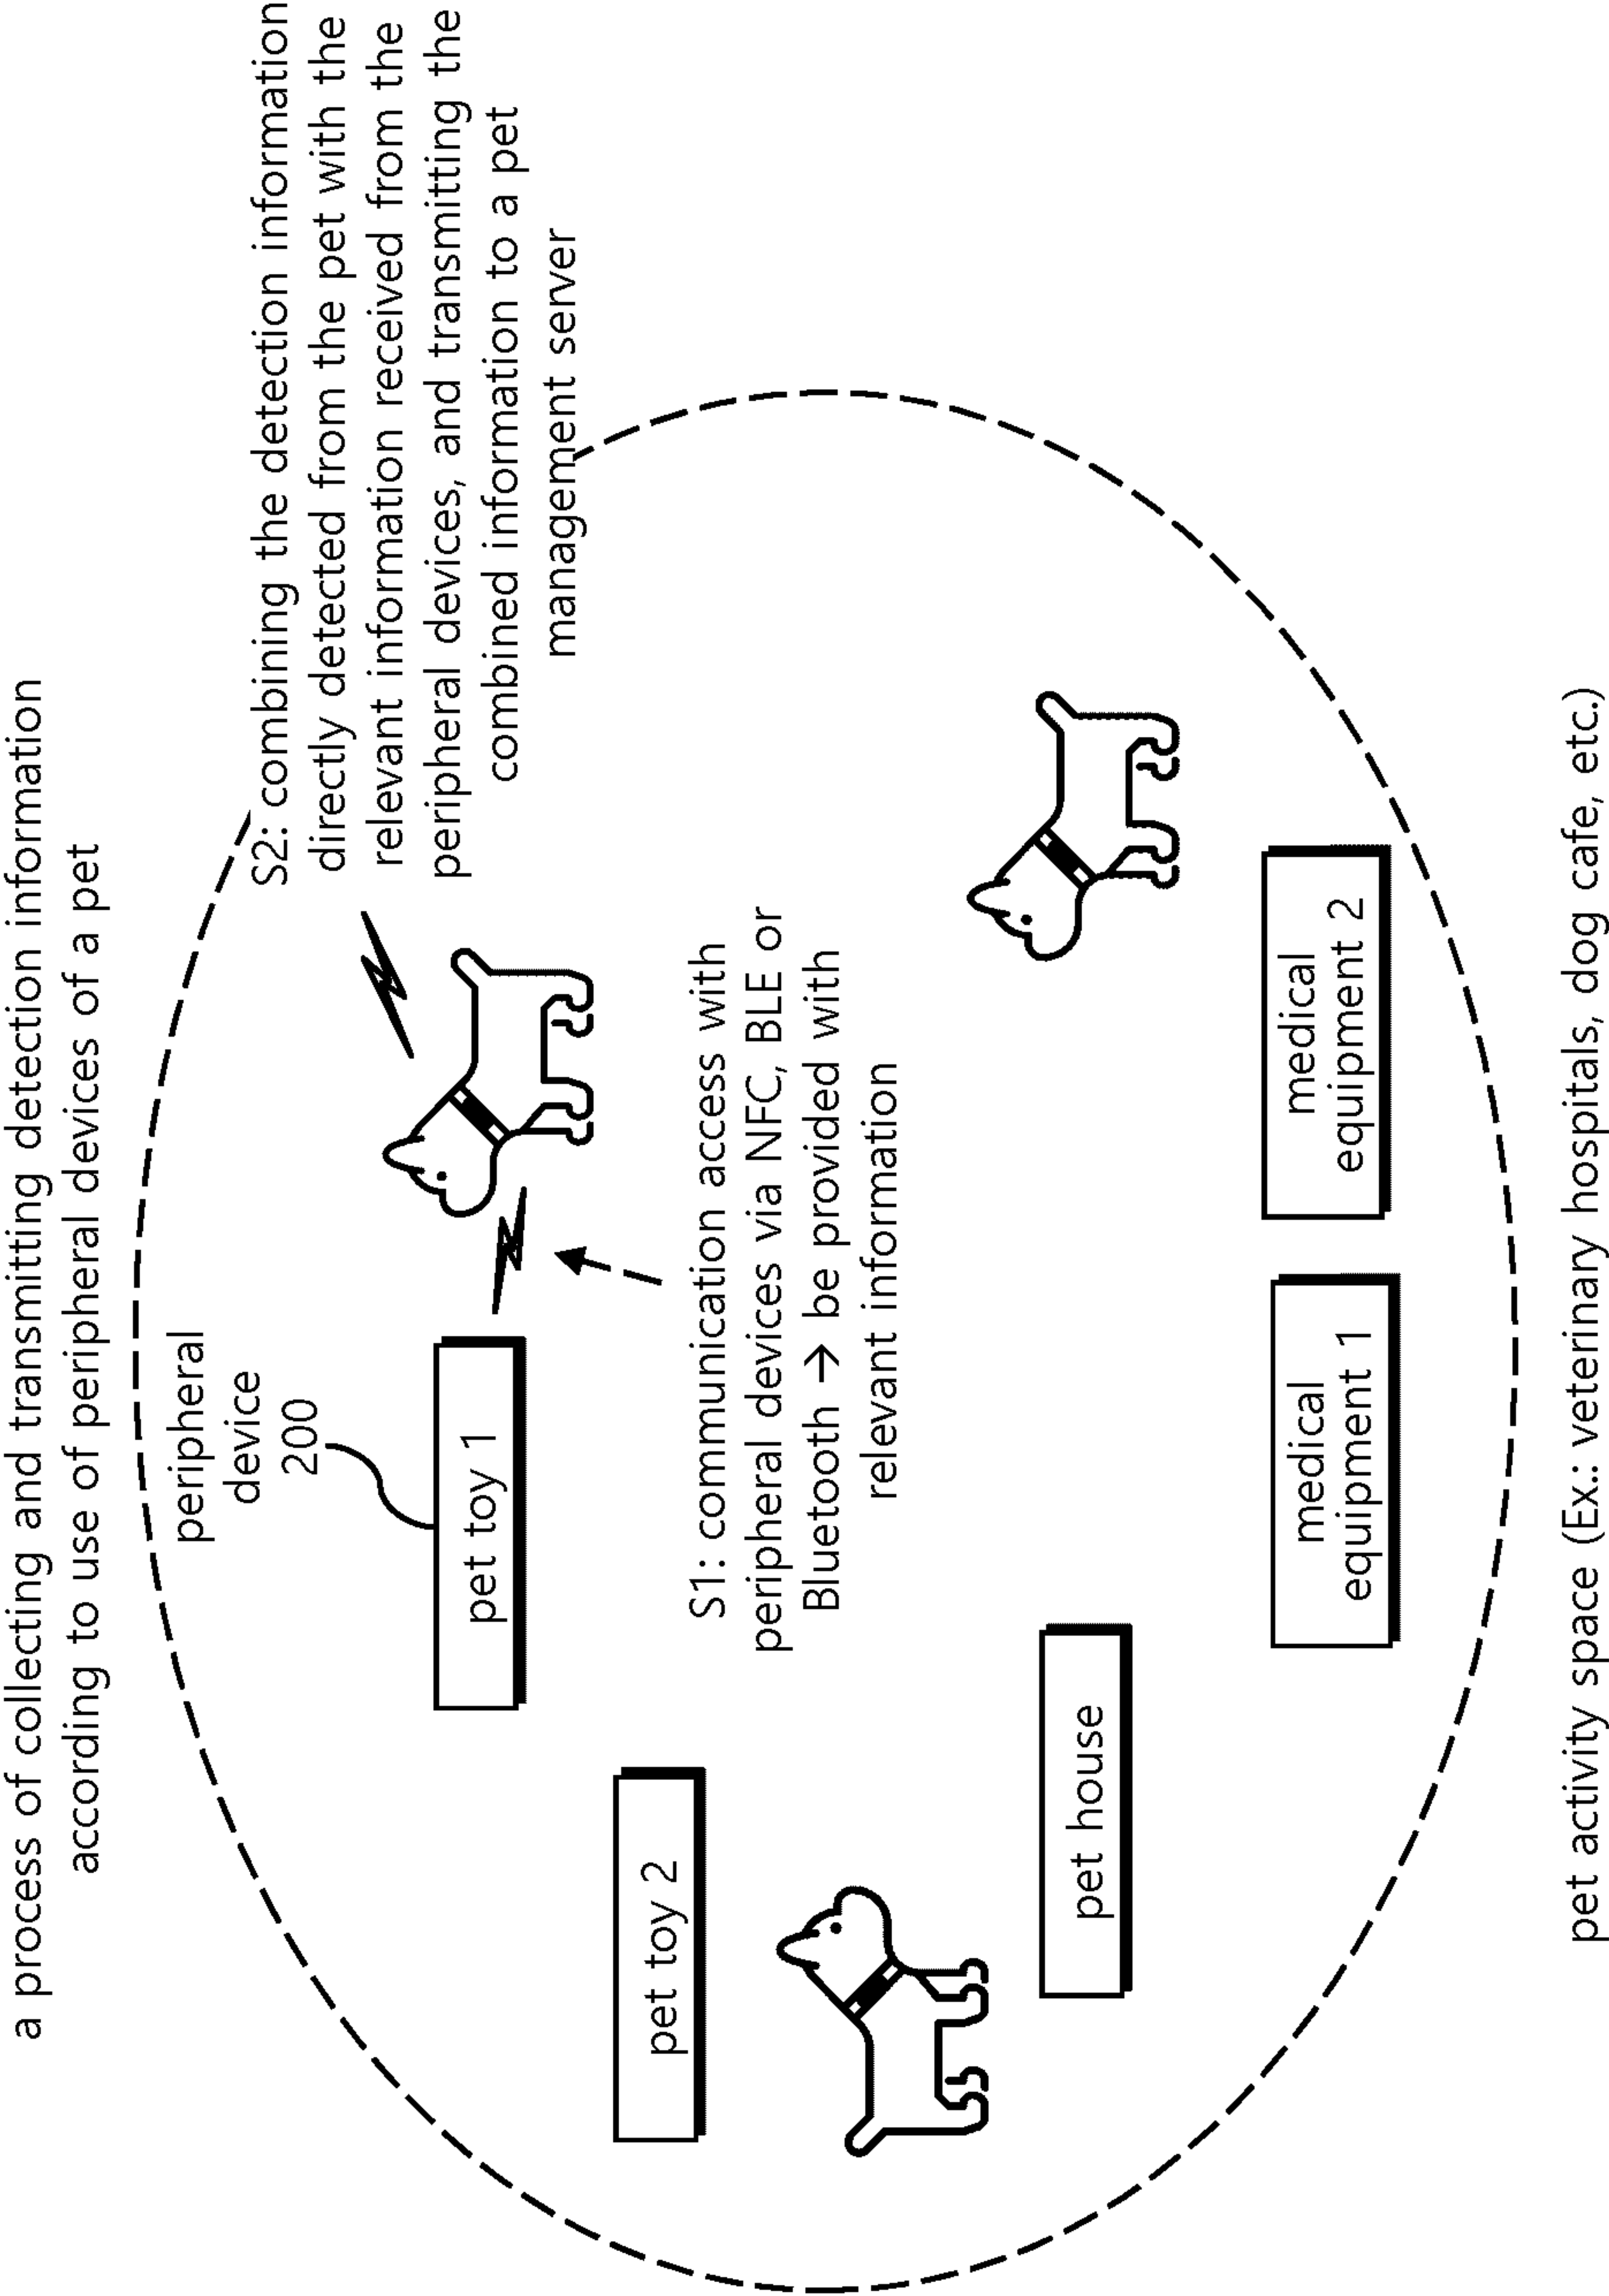 a process of collecting and transmitting detection information
according to use of peripheral devices of a pet
S2: combining the detection information
directly detected from the pet with the
relevant information received from the
peripheral devices, and transmitting the
combined information to a pet
management server
peripheral
device
200
pet toy 1
S1: communication access with
peripheral devices via NFC, BLE or
Bluetooth → be provided with
relevant information
pet toy 2
pet house
medical
equipment 1
medical
equipment 2
pet activity space (Ex.: veterinary hospitals, dog cafe, etc.)